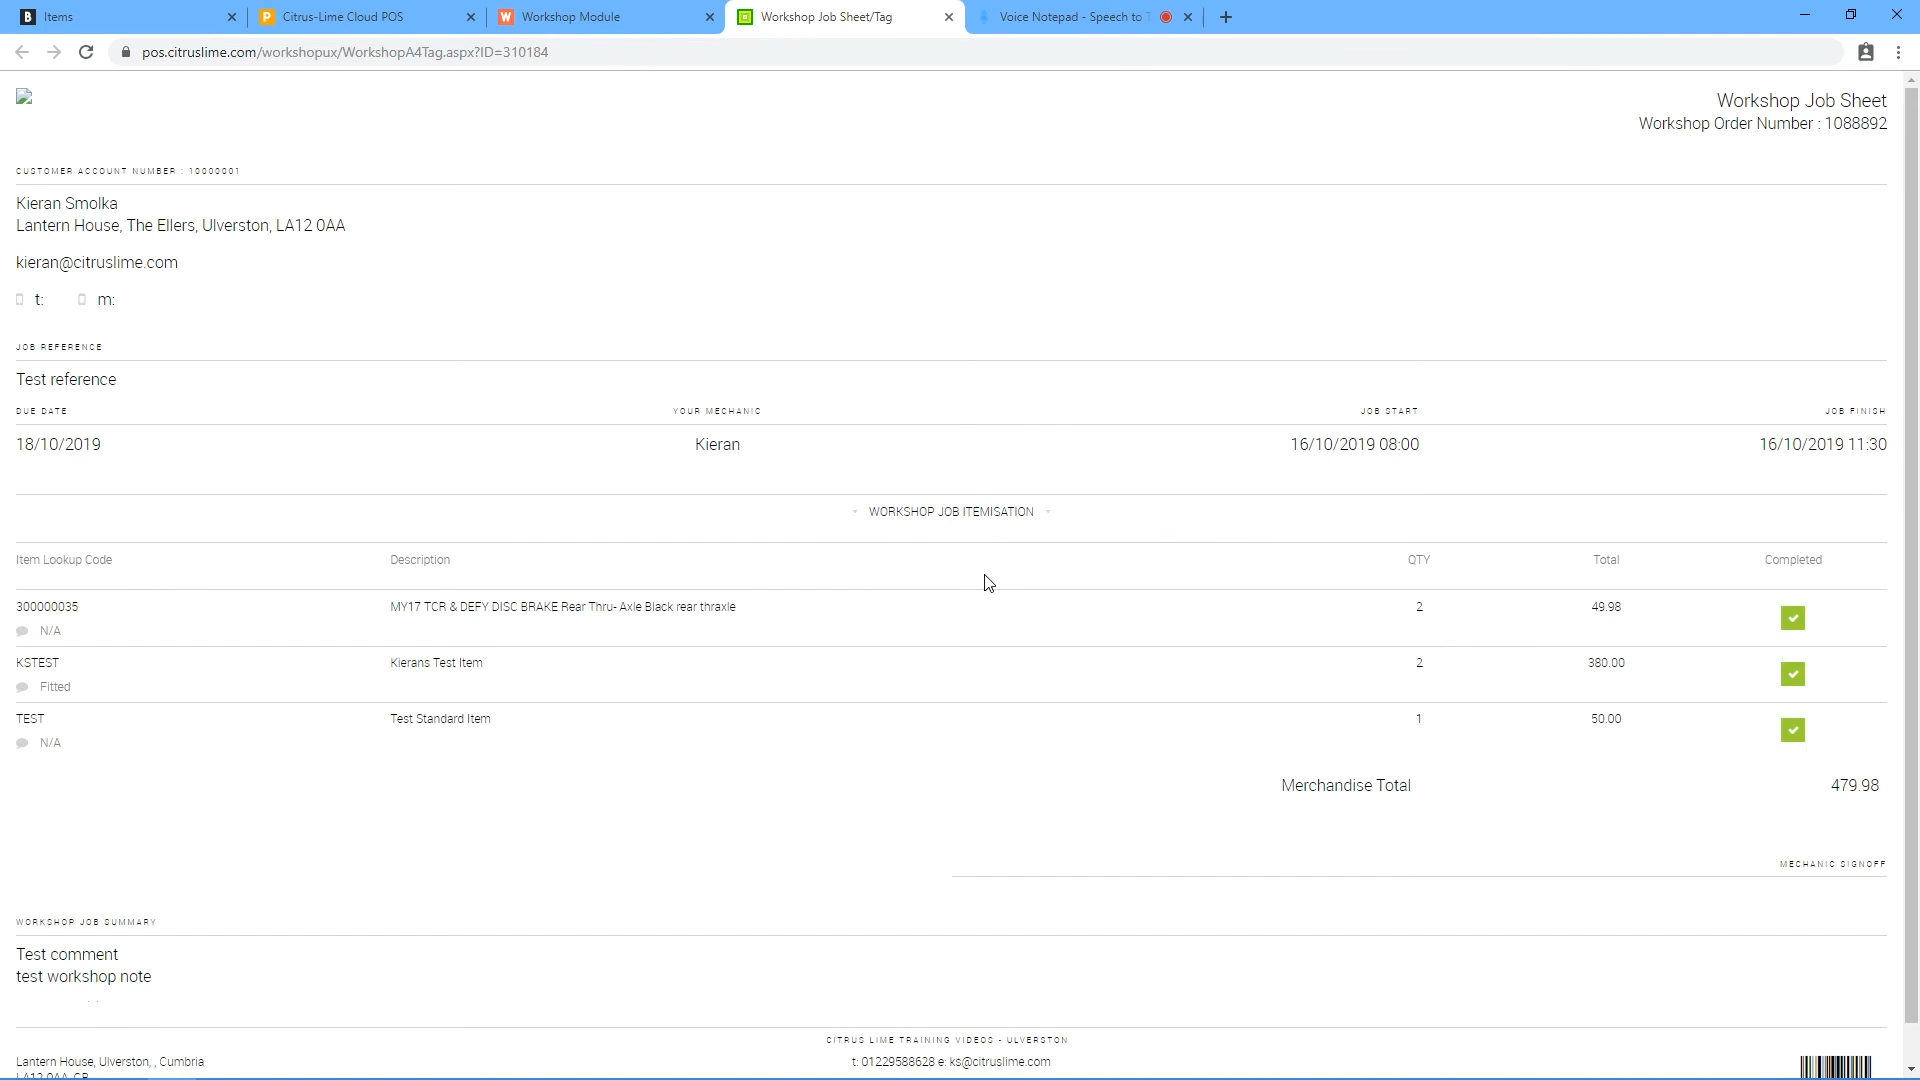 Items
Citrus-Lime Cloud POS
Workshop Module
Workshop Job Sheet/Tag
Voice Notepad - Speech to T
pos.citruslime.com/workshopux/WorkshopA4Tag.aspx?ID=310184
Workshop Job Sheet
Workshop Order Number : 1088892
CUSTOMER ACCOUNT NUMBER : 10000001
Kieran Smolka
Lantern House, The Ellers, Ulverston, LA12 0AA
kieran@citruslime.com
t: m:
JOB REFERENCE
Test reference
DUE DATE YOUR MECHANIC JOB START JOB FINISH
18/10/2019 Kieran 16/10/2019 08:00 16/10/2019 11:30
WORKSHOP JOB ITEMISATION
Item Lookup Code Description QTY Total Completed
300000035 MY17 TCR & DEFY DISC BRAKE Rear Thru- Axle Black rear thraxle 2 49.98
N/A
KSTEST Kierans Test Item 2 380.00
Fitted
TEST Test Standard Item 1 50.00
N/A
Merchandise Total 479.98
MECHANIC SIGNOFF
WORKSHOP JOB SUMMARY
Test comment
test workshop note
CITRUS LIME TRAINING VIDEOS - ULVERSTON
Lantern House, Ulverston, , Cumbria t: 01229588628 e: ks@citruslime.com
LA12 0AA, GB